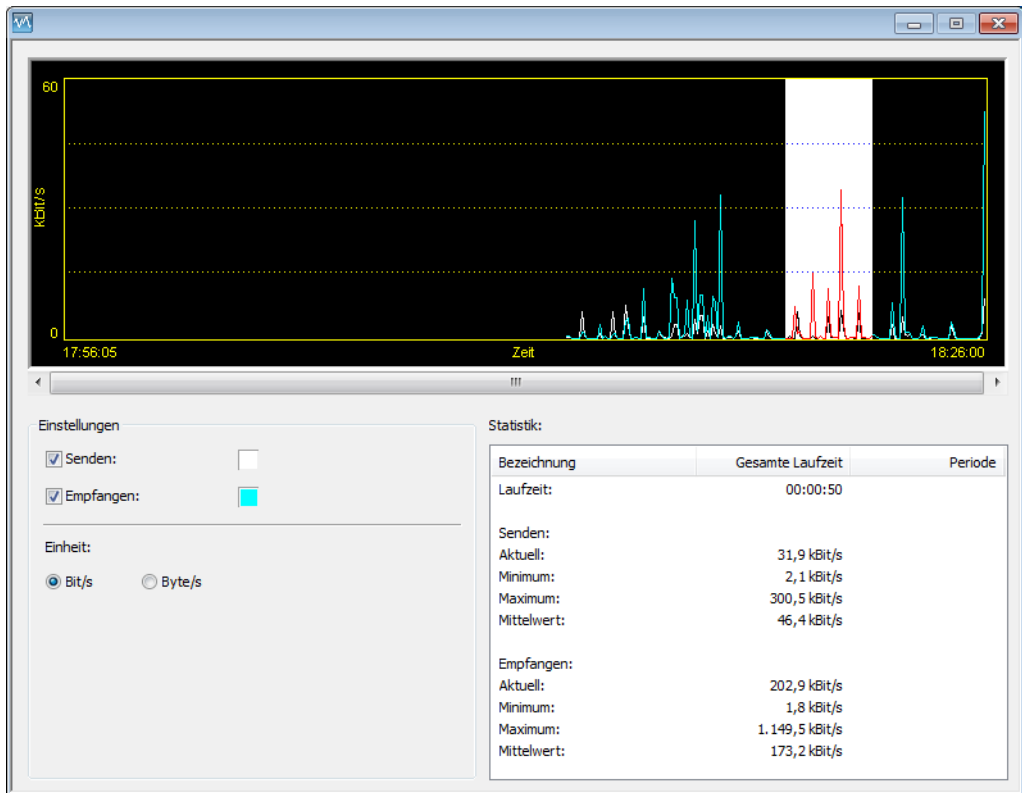 60
kBit/s
0
17:56:05 Zeit 18:26:00
Einstellungen
Senden:
Empfangen:
Einheit:
Bit/s Byte/s
Statistik:
Bezeichnung Gesamte Laufzeit Periode
Laufzeit: 00:00:50
Senden:
Aktuell: 31,9 kBit/s
Minimum: 2,1 kBit/s
Maximum: 300,5 kBit/s
Mittelwert: 46,4 kBit/s
Empfangen:
Aktuell: 202,9 kBit/s
Minimum: 1,8 kBit/s
Maximum: 1.149,5 kBit/s
Mittelwert: 173,2 kBit/s